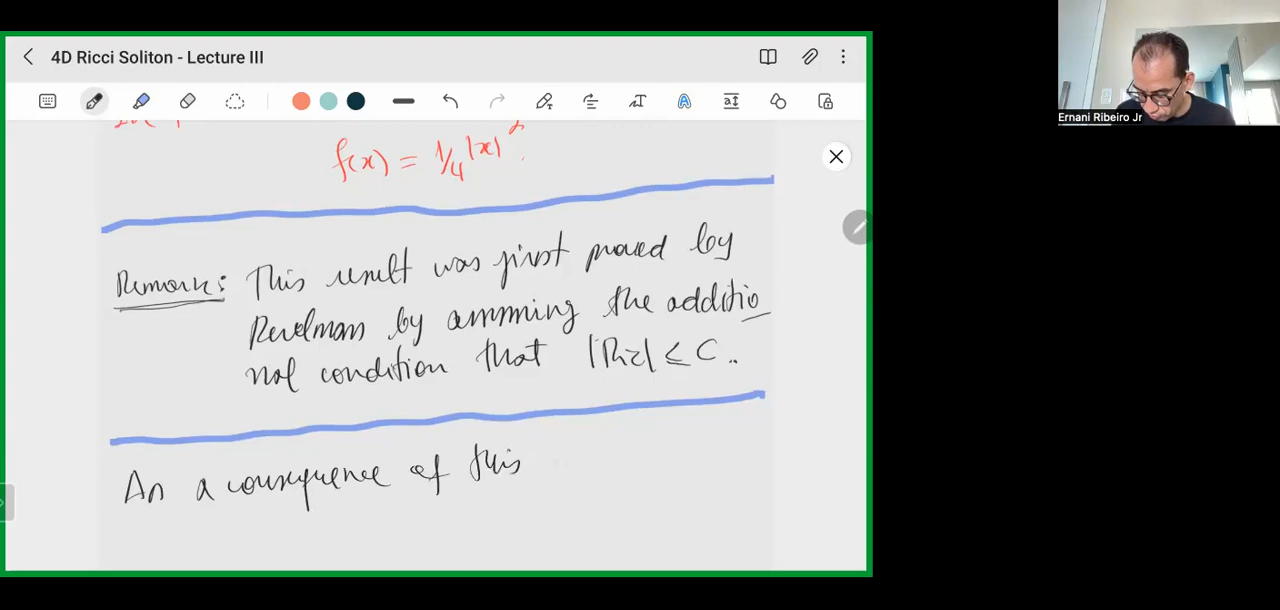 4D Ricci Soliton - Lecture III
Ernani Ribeiro Jr
f(x) = 1/4 |x|²
Remark: This result was first proved by
Perelman by assuming the additio
nal condition that |Ric| ≤ C..
As a consequence of this